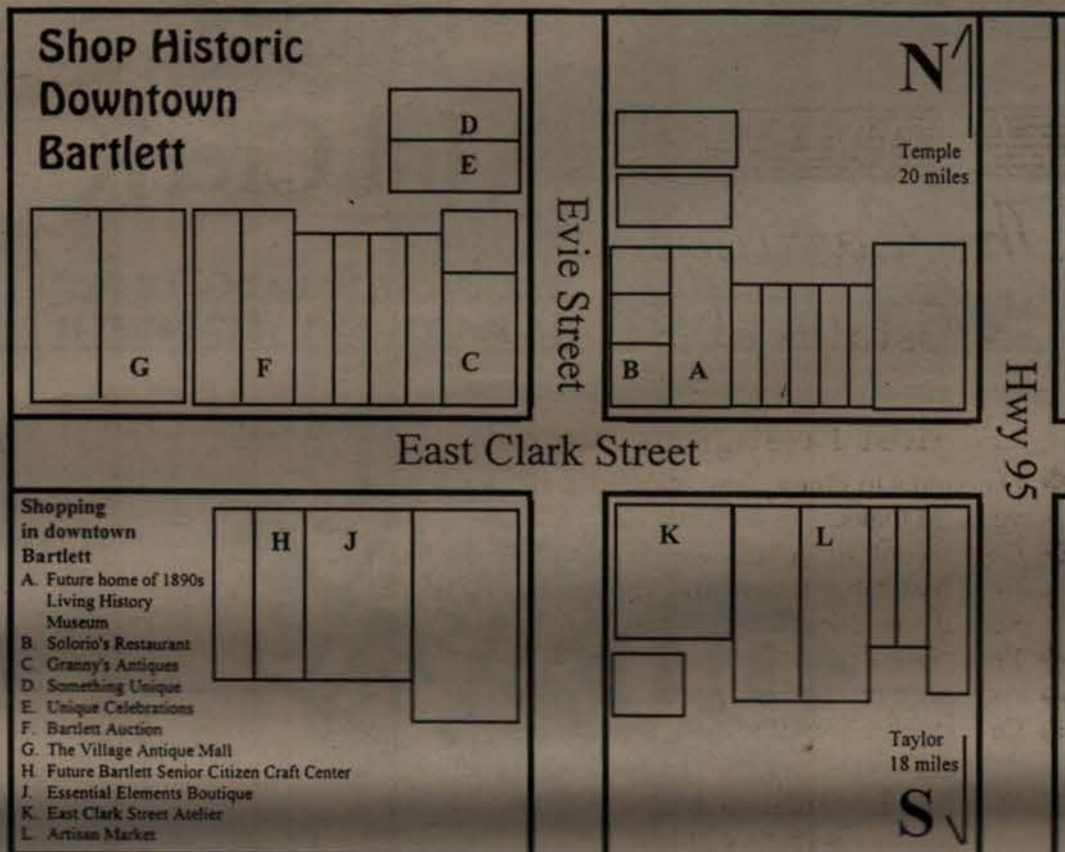 Shop Historic
Downtown
Bartlett
D
E
G
F
C
Evie Street
N
Temple
20 miles
B
A
Hwy 95
East Clark Street
Shopping
in downtown
Bartlett
A. Future home of 1890s
Living History
Museum
B. Solorio's Restaurant
C. Granny's Antiques
D. Something Unique
E. Unique Celebrations
F. Bartlett Auction
G. The Village Antique Mall
H. Future Bartlett Senior Citizen Craft Center
J. Essential Elements Boutique
K. East Clark Street Atelier
L. Artisan Market
H
J
K
L
Taylor
18 miles
S